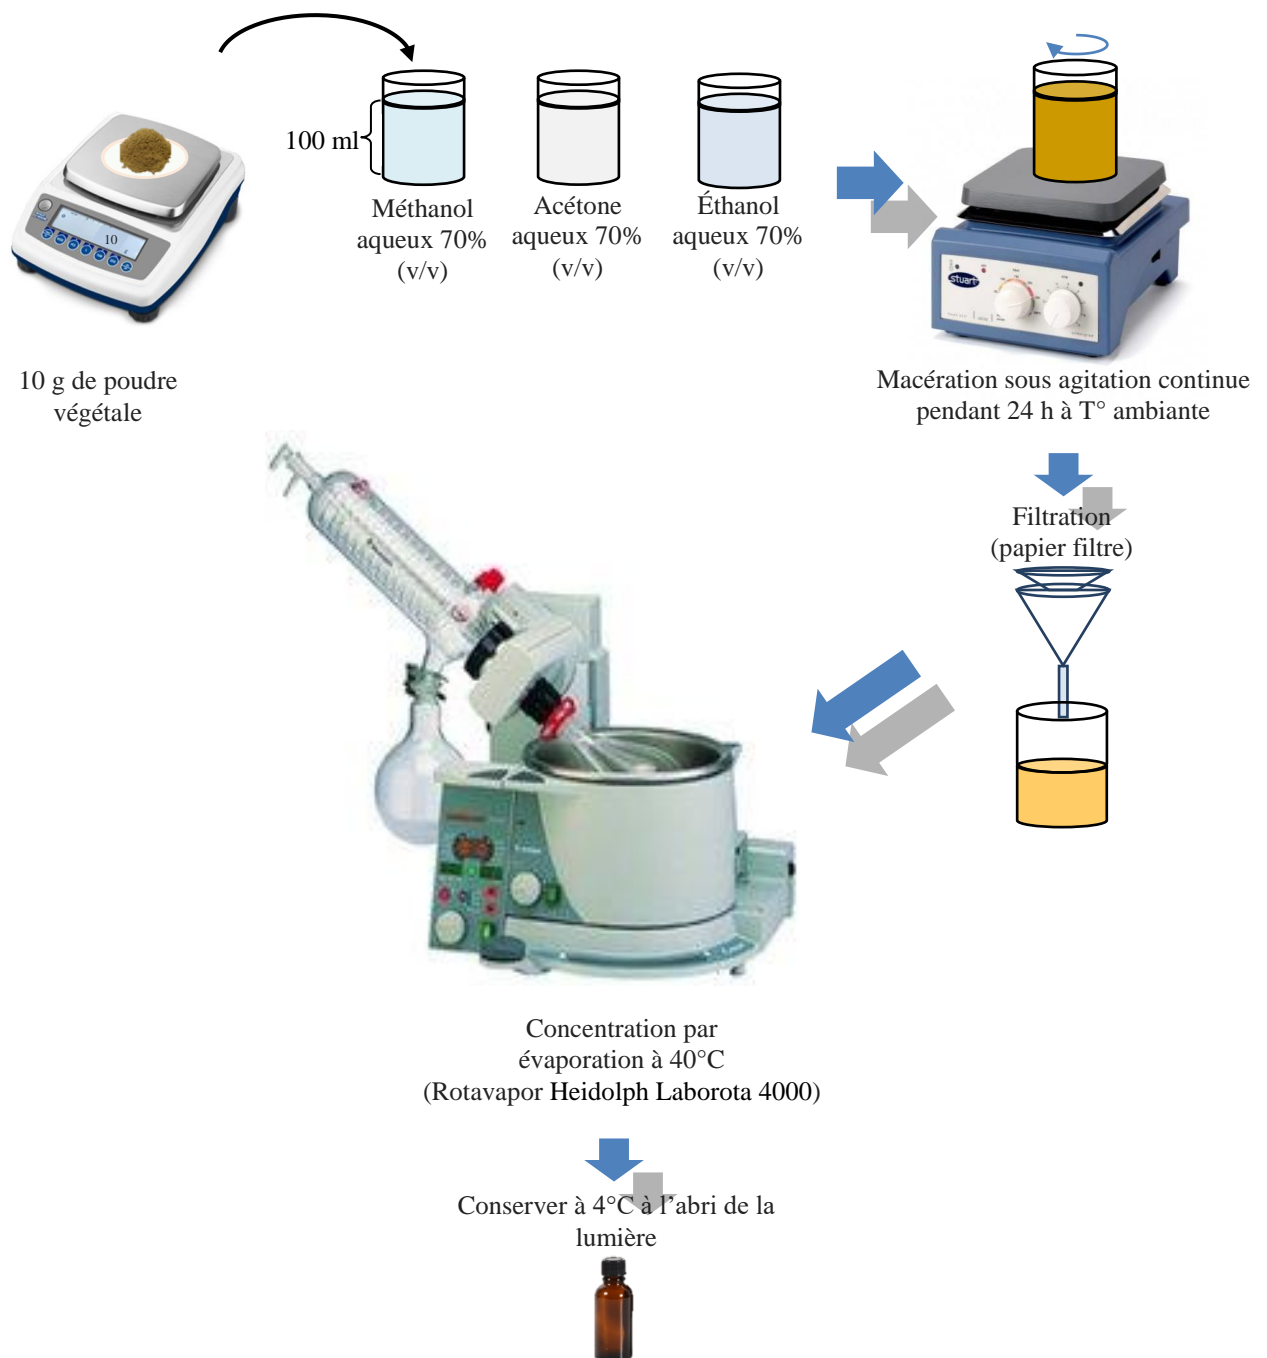 100 ml
10
Méthanol
aqueux 70%
(v/v)
Acétone
aqueux 70%
(v/v)
Éthanol
aqueux 70%
(v/v)
stuart
10 g de poudre
végétale
Macération sous agitation continue
pendant 24 h à T° ambiante
Filtration
(papier filtre)
Concentration par
évaporation à 40°C
(Rotavapor Heidolph Laborota 4000)
Conserver à 4°C à l’abri de la
lumière